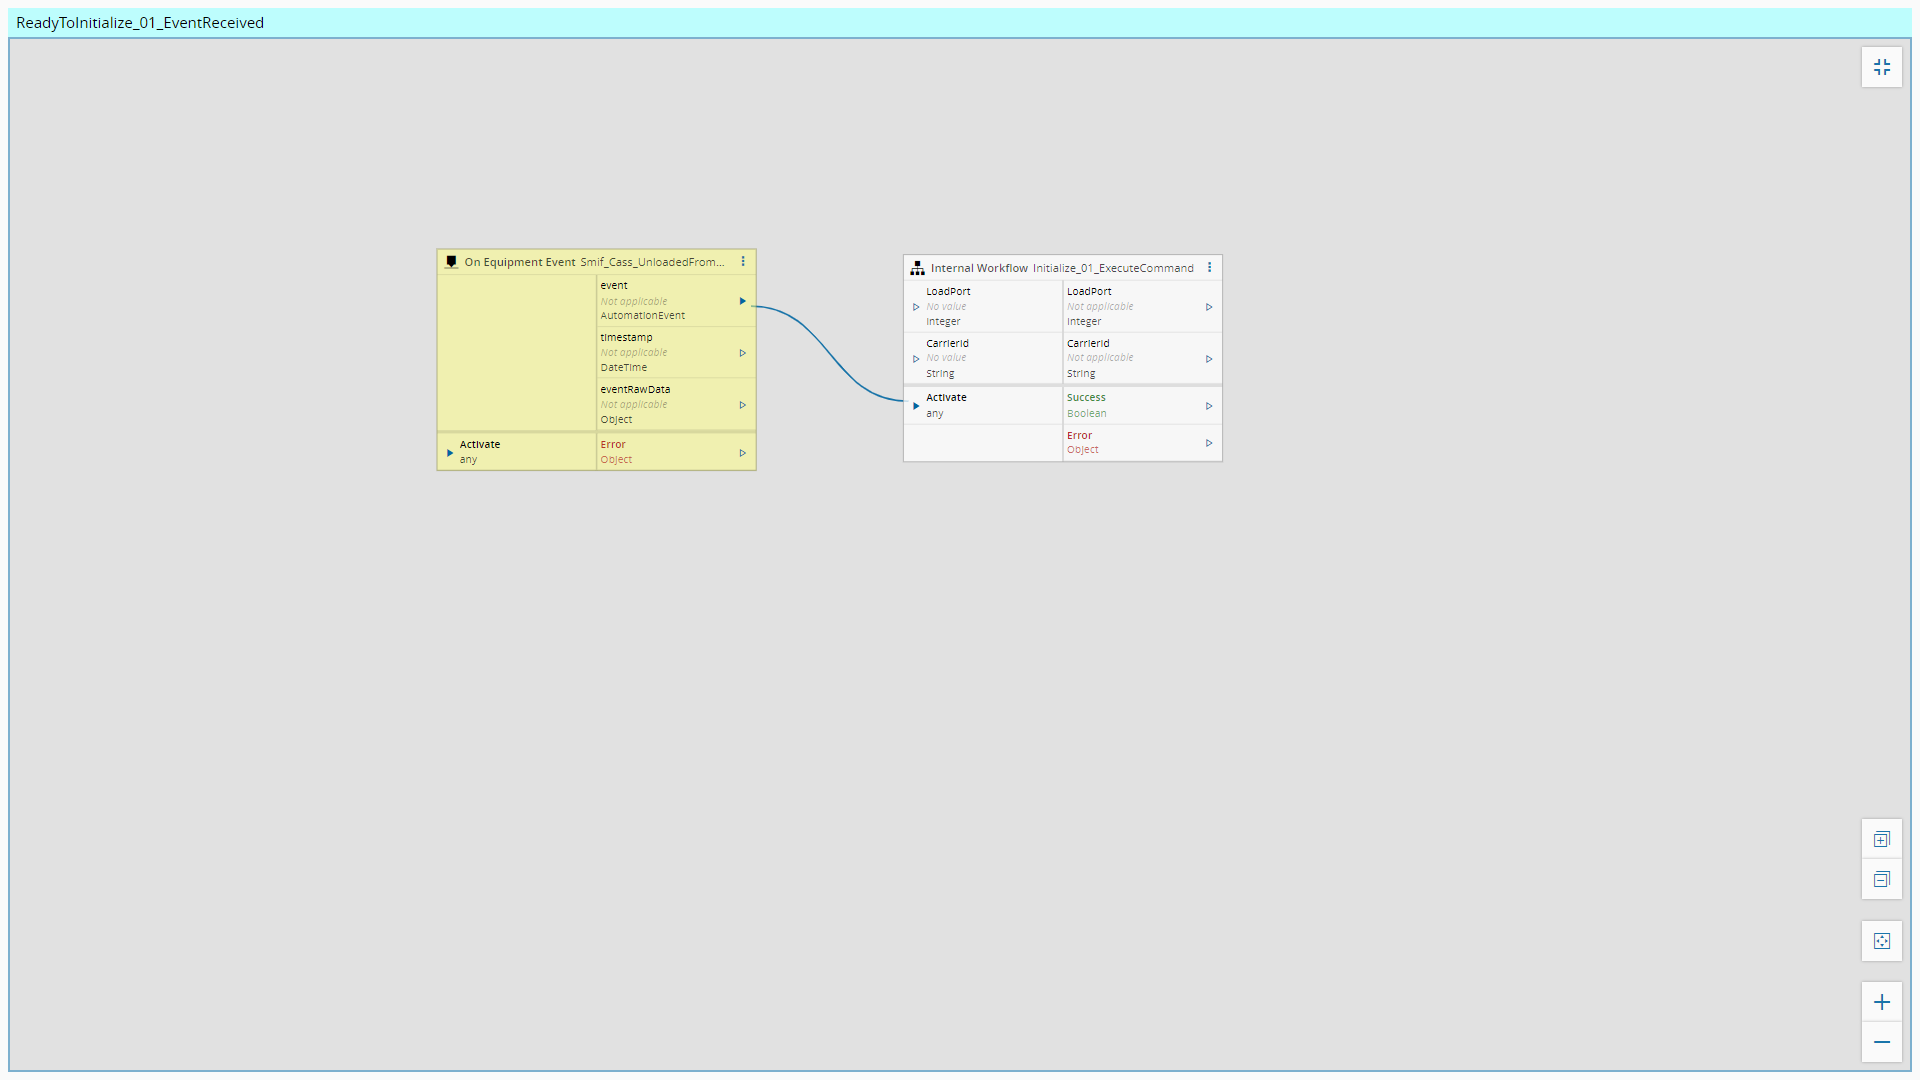 ReadyToInitialize_01_EventReceived
On Equipment Event Smif_Cass_UnloadedFrom...
event
Not applicable
AutomationEvent
timestamp
Not applicable
DateTime
eventRawData
Not applicable
Object
Activate
any
Error
Object
Internal Workflow Initialize_01_ExecuteCommand
LoadPort
No value
Integer
LoadPort
Not applicable
Integer
CarrierId
No value
String
CarrierId
Not applicable
String
Activate
any
Success
Boolean
Error
Object